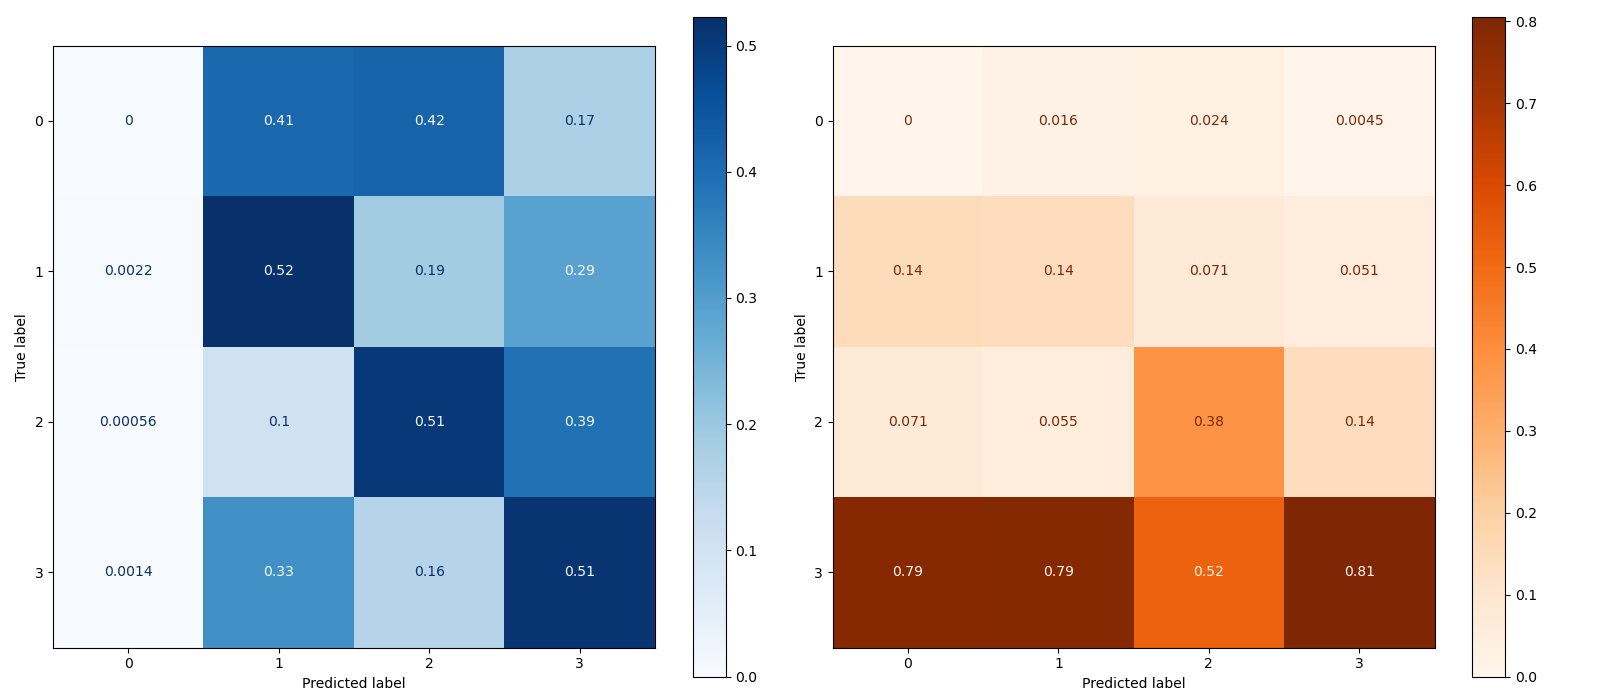 0 0.41 0.42 0.17
0.0022 0.52 0.19 0.29
0.00056 0.1 0.51 0.39
0.0014 0.33 0.16 0.51
0
1
2
3
True label
0 1 2 3
Predicted label
0.5
0.4
0.3
0.2
0.1
0.0
0 0.016 0.024 0.0045
0.14 0.14 0.071 0.051
0.071 0.055 0.38 0.14
0.79 0.79 0.52 0.81
0
1
2
3
True label
0 1 2 3
Predicted label
0.8
0.7
0.6
0.5
0.4
0.3
0.2
0.1
0.0